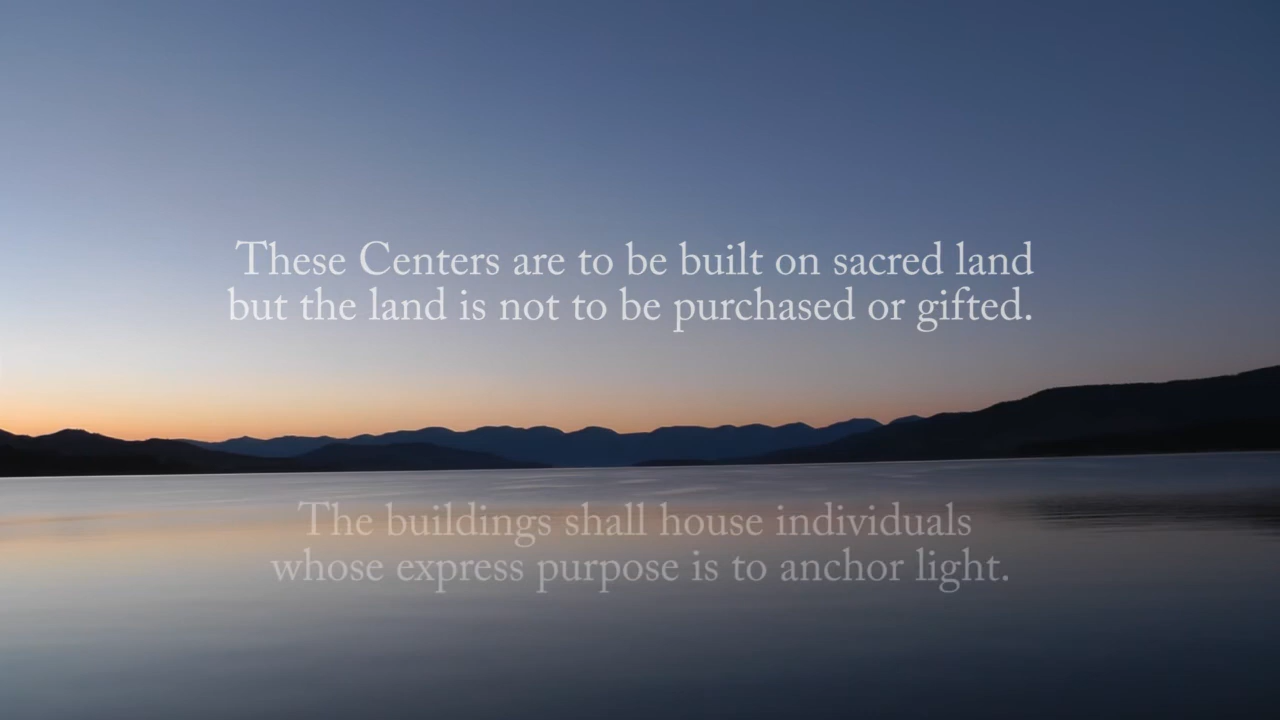 These Centers are to be built on sacred land
but the land is not to be purchased or gifted.
The buildings shall house individuals
whose express purpose is to anchor light.